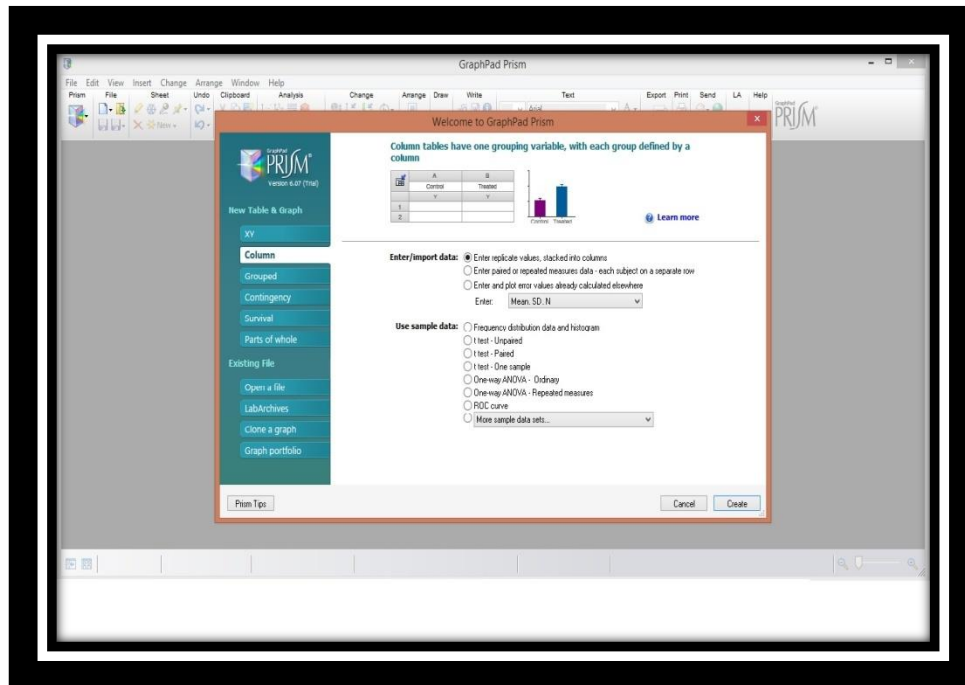 GraphPad Prism
File Edit View Insert Change Arrange Window Help
Prism File Sheet Undo Clipboard Analysis Change Arrange Draw Write Text Export Print Send LA Help
New
Arial
GraphPad
PRISM
Welcome to GraphPad Prism
GraphPad
PRISM
Version 6.07 (Trial)
New Table & Graph
XY
Column
Grouped
Contingency
Survival
Parts of whole
Existing File
Open a file
LabArchives
Clone a graph
Graph portfolio
Column tables have one grouping variable, with each group defined by a
column
A B
Control Treated
Y Y
1
2
Control Treated
Learn more
Enter/import data: Enter replicate values, stacked into columns
Enter paired or repeated measures data - each subject on a separate row
Enter and plot error values already calculated elsewhere
Enter: Mean, SD, N
Use sample data: Frequency distribution data and histogram
t test - Unpaired
t test - Paired
t test - One sample
One-way ANOVA - Ordinary
One-way ANOVA - Repeated measures
ROC curve
More sample data sets...
Prism Tips Cancel Create